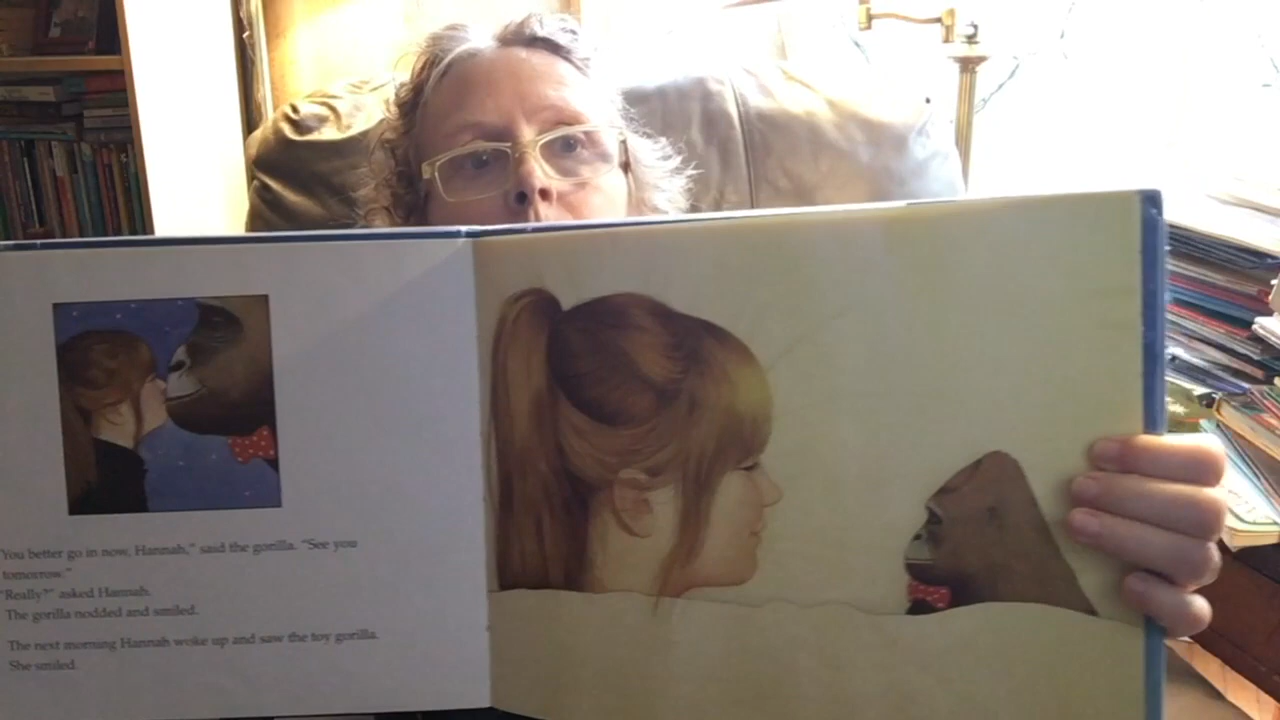 "You better go in now, Hannah," said the gorilla. "See you
tomorrow."
"Really?" asked Hannah.
The gorilla nodded and smiled.
The next morning Hannah woke up and saw the toy gorilla.
She smiled.